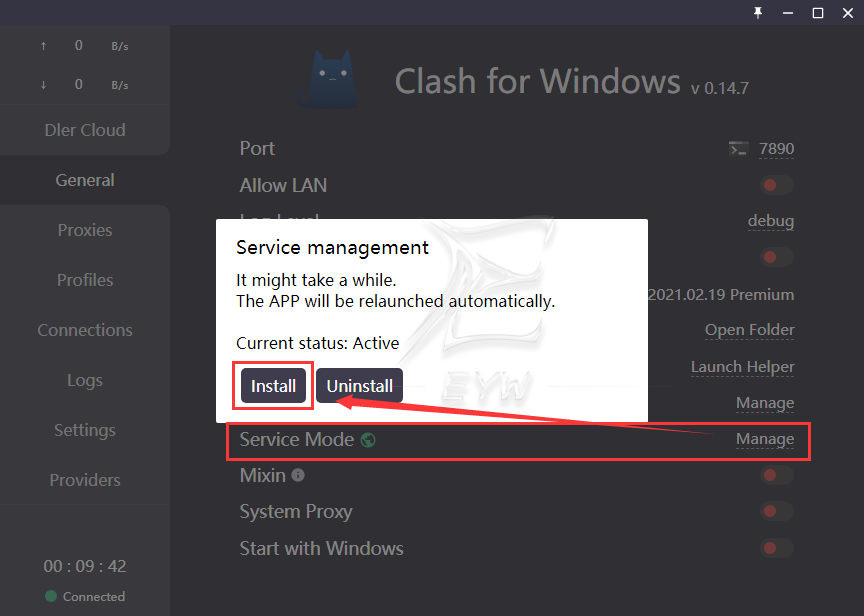 ↑ 0 B/s
↓ 0 B/s
Dler Cloud
General
Proxies
Profiles
Connections
Logs
Settings
Providers
00 : 09 : 42
Connected
Clash for Windows v 0.14.7
Port 7890
Allow LAN
Log Level debug
2021.02.19 Premium
Open Folder
Launch Helper
Manage
Service management
It might take a while.
The APP will be relaunched automatically.
Current status: Active
Install Uninstall
EYW
Service Mode Manage
Mixin
System Proxy
Start with Windows